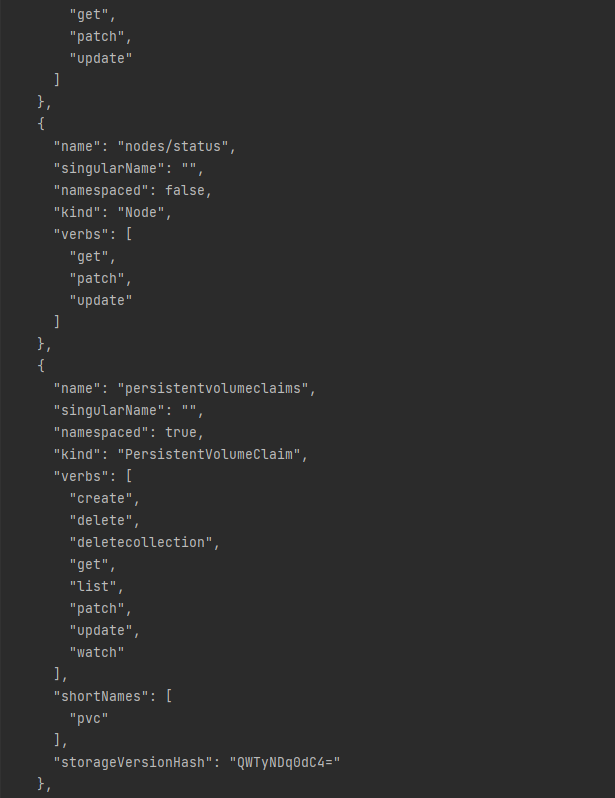 "get",
"patch",
"update"
]
},
{
"name": "nodes/status",
"singularName": "",
"namespaced": false,
"kind": "Node",
"verbs": [
"get",
"patch",
"update"
]
},
{
"name": "persistentvolumeclaims",
"singularName": "",
"namespaced": true,
"kind": "PersistentVolumeClaim",
"verbs": [
"create",
"delete",
"deletecollection",
"get",
"list",
"patch",
"update",
"watch"
],
"shortNames": [
"pvc"
],
"storageVersionHash": "QWTyNDq0dC4="
},